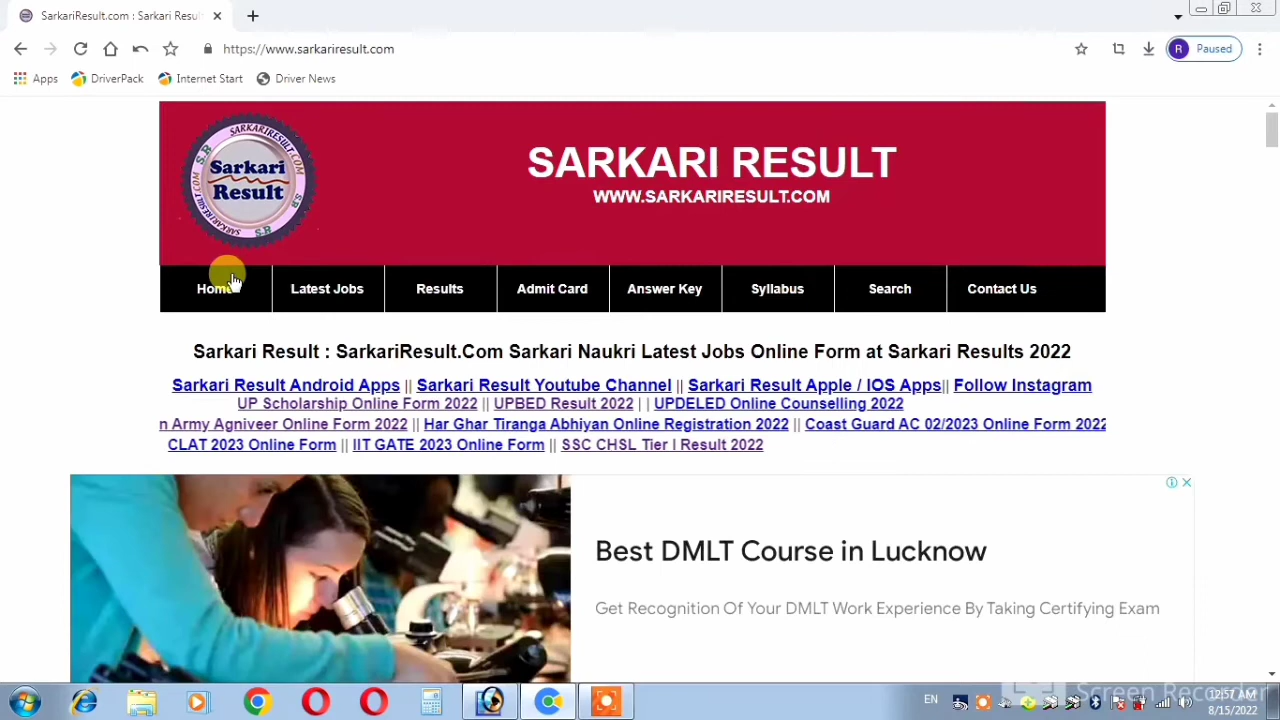 SarkariResult.com : Sarkari Resu
https://www.sarkariresult.com
R Paused
Apps DriverPack Internet Start Driver News
SARKARIRESULT.COM
S.R
Sarkari
Result
SARKARIRESULT.COM
SARKARI RESULT
WWW.SARKARIRESULT.COM
Home Latest Jobs Results Admit Card Answer Key Syllabus Search Contact Us
Sarkari Result : SarkariResult.Com Sarkari Naukri Latest Jobs Online Form at Sarkari Results 2022
Sarkari Result Android Apps || Sarkari Result Youtube Channel || Sarkari Result Apple / IOS Apps|| Follow Instagram
UP Scholarship Online Form 2022 || UPBED Result 2022 | | UPDELED Online Counselling 2022
n Army Agniveer Online Form 2022 || Har Ghar Tiranga Abhiyan Online Registration 2022 || Coast Guard AC 02/2023 Online Form 2022
CLAT 2023 Online Form || IIT GATE 2023 Online Form || SSC CHSL Tier I Result 2022
Best DMLT Course in Lucknow
Get Recognition Of Your DMLT Work Experience By Taking Certifying Exam
Screen Recorder
EN 12:57 AM
8/15/2022